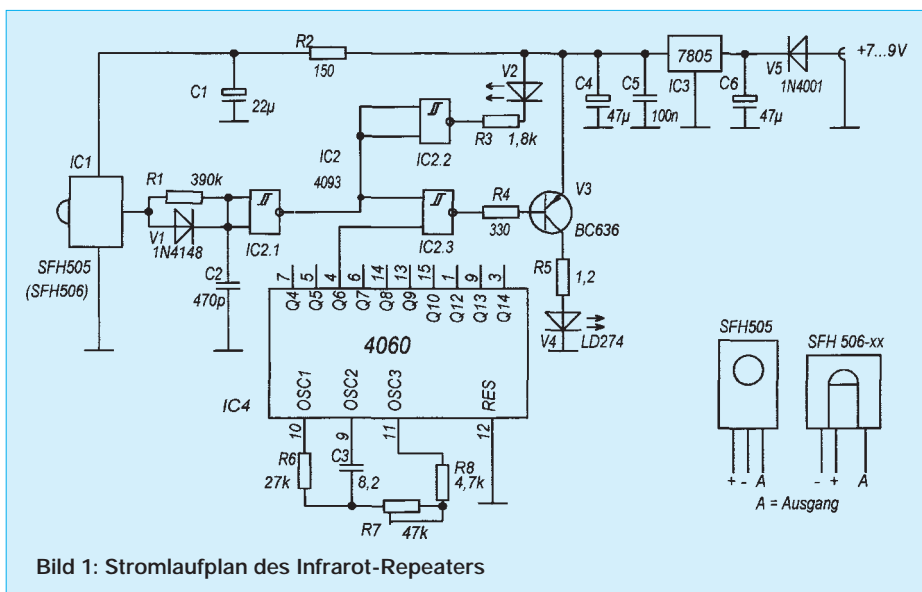 R2
150
C1
22µ
V2
R3
1,8k
C4
47µ
C5
100n
7805
IC3
C6
47µ
V5
1N4001
+7...9V
IC1
SFH505
(SFH506)
R1
390k
V1
1N4148
C2
470p
IC2.1
IC2
4093
IC2.2
IC2.3
R4
330
V3
BC636
R5
1,2
V4
LD274
7 5 4 6 14 13 15 1 9 3
Q4 Q5 Q6 Q7 Q8 Q9 Q10 Q12 Q13 Q14
4060
IC4
OSC1 OSC2 OSC3 RES
10 9 11 12
R6
27k
C3
8,2
R7
47k
R8
4,7k
SFH505
+ - A
SFH 506-xx
- + A
A = Ausgang
Bild 1: Stromlaufplan des Infrarot-Repeaters